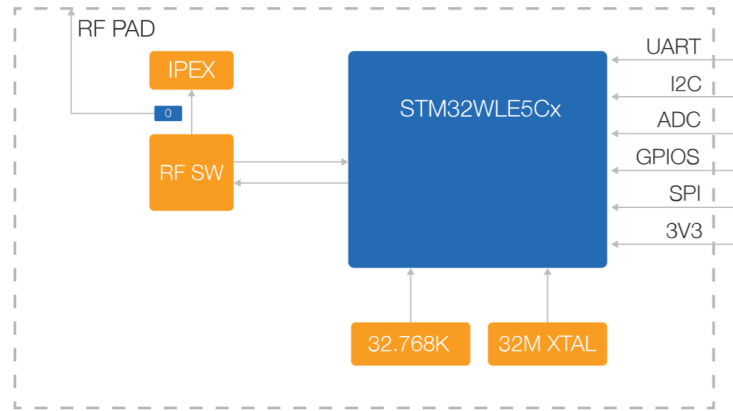 RF PAD
IPEX
0
RF SW
STM32WLE5Cx
UART
I2C
ADC
GPIOS
SPI
3V3
32.768K
32M XTAL